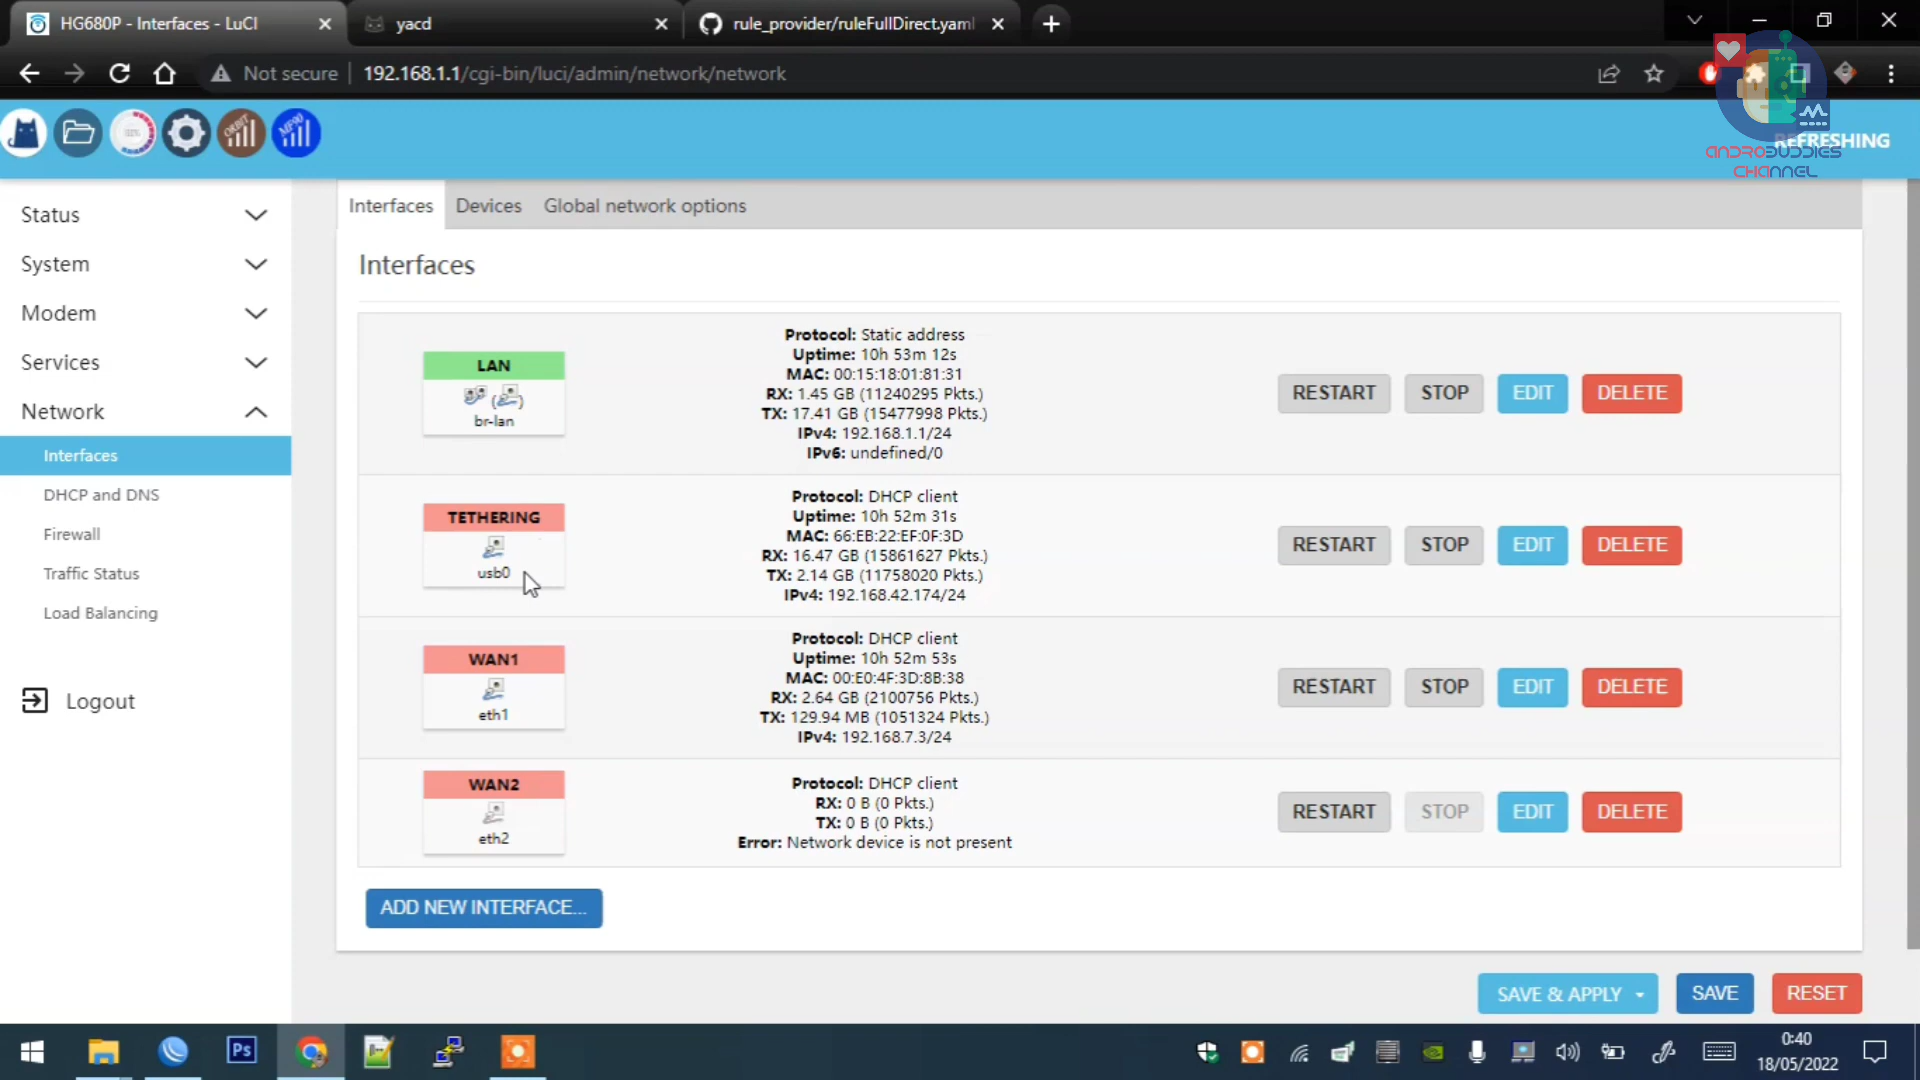 HG680P - Interfaces - LuCI
yacd
rule_provider/ruleFullDirect.yaml
Not secure
192.168.1.1/cgi-bin/luci/admin/network/network
ORBIT
MF90
REFRESHING
ANDROBUDDIES
CHANNEL
Status
System
Modem
Services
Network
Interfaces
DHCP and DNS
Firewall
Traffic Status
Load Balancing
Logout
Interfaces
Devices
Global network options
Interfaces
LAN
br-lan
Protocol: Static address
Uptime: 10h 53m 12s
MAC: 00:15:18:01:81:31
RX: 1.45 GB (11240295 Pkts.)
TX: 17.41 GB (15477998 Pkts.)
IPv4: 192.168.1.1/24
IPv6: undefined/0
RESTART
STOP
EDIT
DELETE
TETHERING
usb0
Protocol: DHCP client
Uptime: 10h 52m 31s
MAC: 66:EB:22:EF:0F:3D
RX: 16.47 GB (15861627 Pkts.)
TX: 2.14 GB (11758020 Pkts.)
IPv4: 192.168.42.174/24
RESTART
STOP
EDIT
DELETE
WAN1
eth1
Protocol: DHCP client
Uptime: 10h 52m 53s
MAC: 00:E0:4F:3D:8B:38
RX: 2.64 GB (2100756 Pkts.)
TX: 129.94 MB (1051324 Pkts.)
IPv4: 192.168.7.3/24
RESTART
STOP
EDIT
DELETE
WAN2
eth2
Protocol: DHCP client
RX: 0 B (0 Pkts.)
TX: 0 B (0 Pkts.)
Error: Network device is not present
RESTART
STOP
EDIT
DELETE
ADD NEW INTERFACE...
SAVE & APPLY
SAVE
RESET
Ps
0:40
18/05/2022